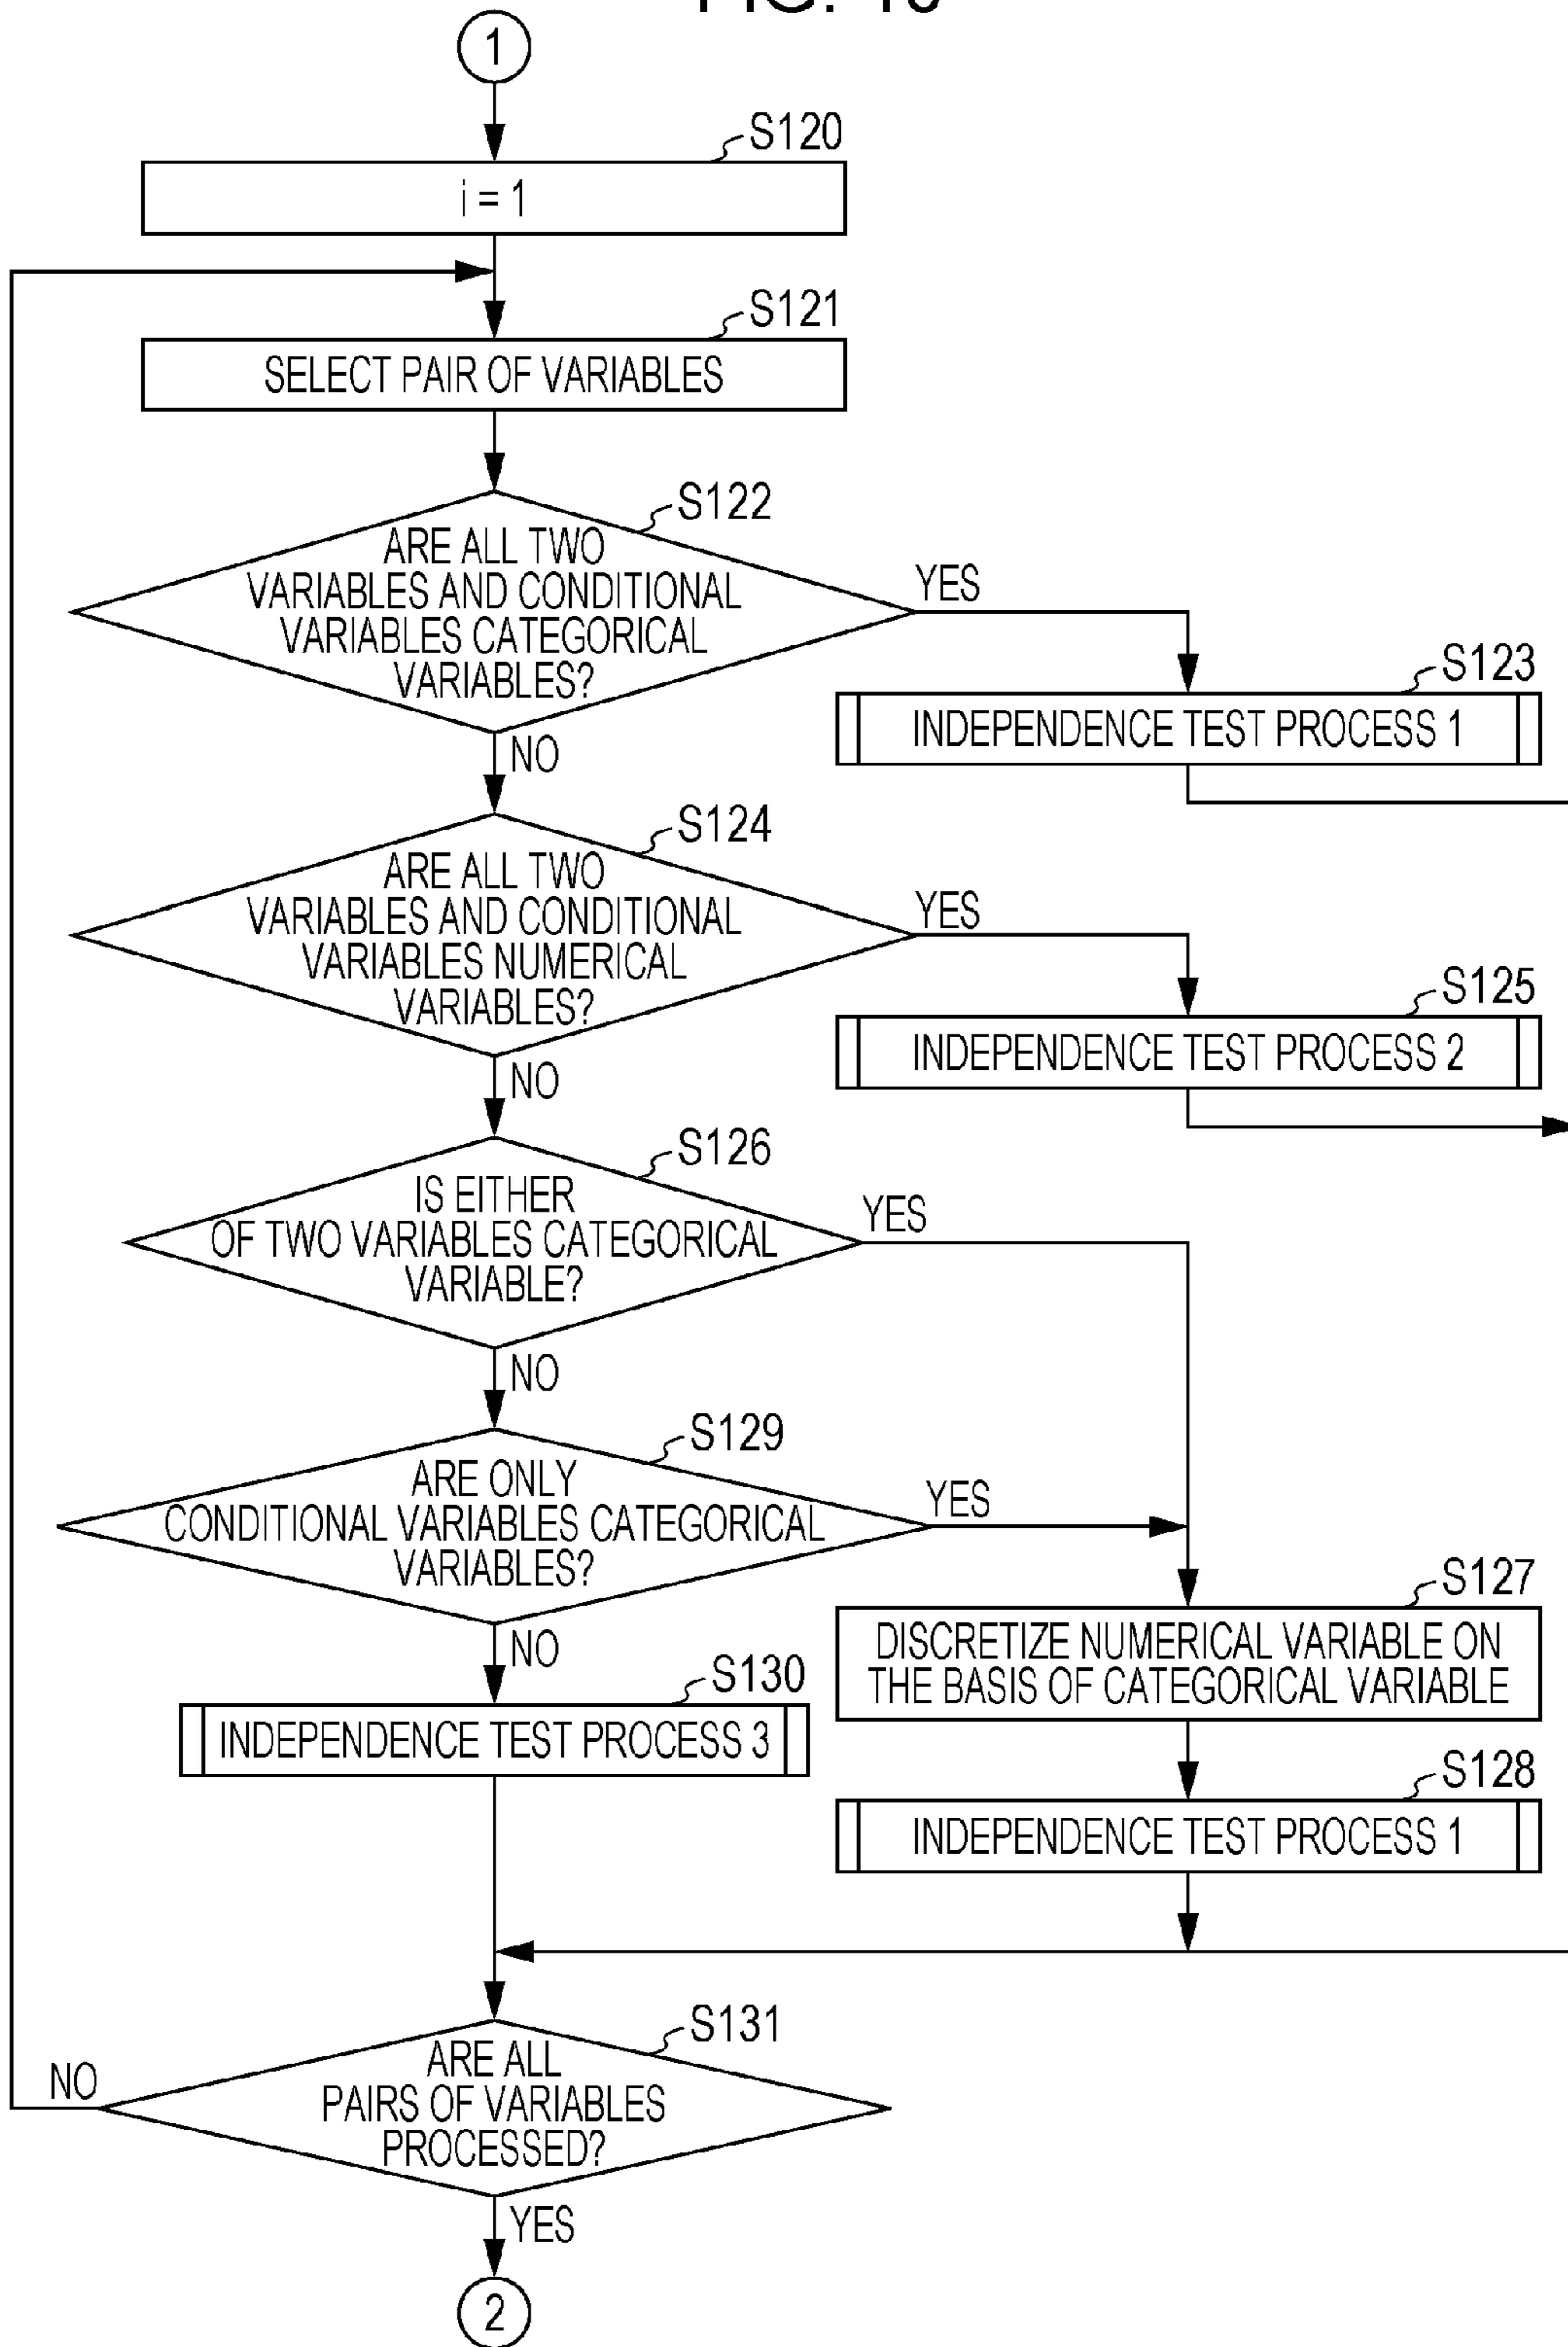 1
S120
i = 1
S121
SELECT PAIR OF VARIABLES
S122
ARE ALL TWO
VARIABLES AND CONDITIONAL
VARIABLES CATEGORICAL
VARIABLES?
YES
S123
INDEPENDENCE TEST PROCESS 1
NO
S124
ARE ALL TWO
VARIABLES AND CONDITIONAL
VARIABLES NUMERICAL
VARIABLES?
YES
S125
INDEPENDENCE TEST PROCESS 2
NO
S126
IS EITHER
OF TWO VARIABLES CATEGORICAL
VARIABLE?
YES
NO
S129
ARE ONLY
CONDITIONAL VARIABLES CATEGORICAL
VARIABLES?
YES
S127
DISCRETIZE NUMERICAL VARIABLE ON
THE BASIS OF CATEGORICAL VARIABLE
NO
S130
INDEPENDENCE TEST PROCESS 3
S128
INDEPENDENCE TEST PROCESS 1
S131
ARE ALL
PAIRS OF VARIABLES
PROCESSED?
NO
YES
2